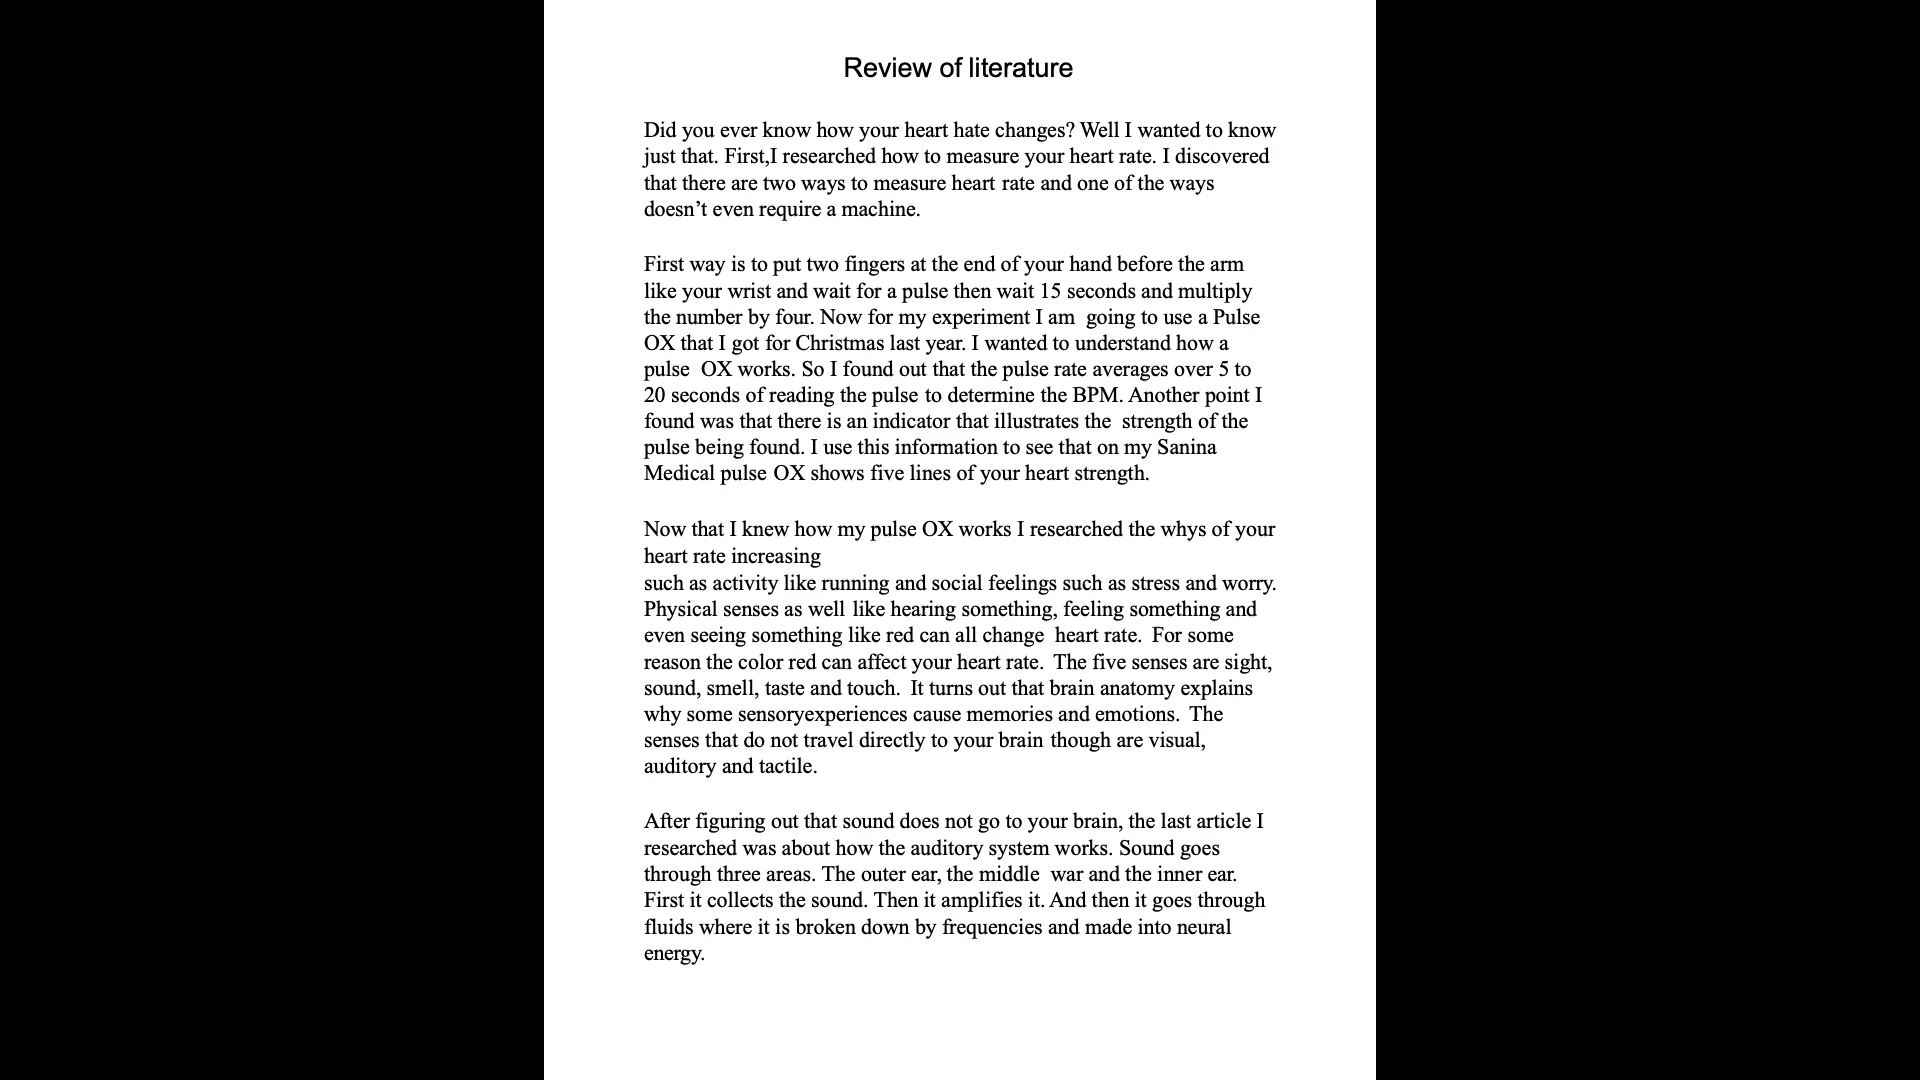 Review of literature
Did you ever know how your heart hate changes? Well I wanted to know
just that. First,I researched how to measure your heart rate. I discovered
that there are two ways to measure heart rate and one of the ways
doesn’t even require a machine.
First way is to put two fingers at the end of your hand before the arm
like your wrist and wait for a pulse then wait 15 seconds and multiply
the number by four. Now for my experiment I am  going to use a Pulse
OX that I got for Christmas last year. I wanted to understand how a
pulse  OX works. So I found out that the pulse rate averages over 5 to
20 seconds of reading the pulse to determine the BPM. Another point I
found was that there is an indicator that illustrates the  strength of the
pulse being found. I use this information to see that on my Sanina
Medical pulse OX shows five lines of your heart strength.
Now that I knew how my pulse OX works I researched the whys of your
heart rate increasing
such as activity like running and social feelings such as stress and worry.
Physical senses as well like hearing something, feeling something and
even seeing something like red can all change  heart rate.  For some
reason the color red can affect your heart rate.  The five senses are sight,
sound, smell, taste and touch.  It turns out that brain anatomy explains
why some sensoryexperiences cause memories and emotions.  The
senses that do not travel directly to your brain though are visual,
auditory and tactile.
After figuring out that sound does not go to your brain, the last article I
researched was about how the auditory system works. Sound goes
through three areas. The outer ear, the middle  war and the inner ear.
First it collects the sound. Then it amplifies it. And then it goes through
fluids where it is broken down by frequencies and made into neural
energy.